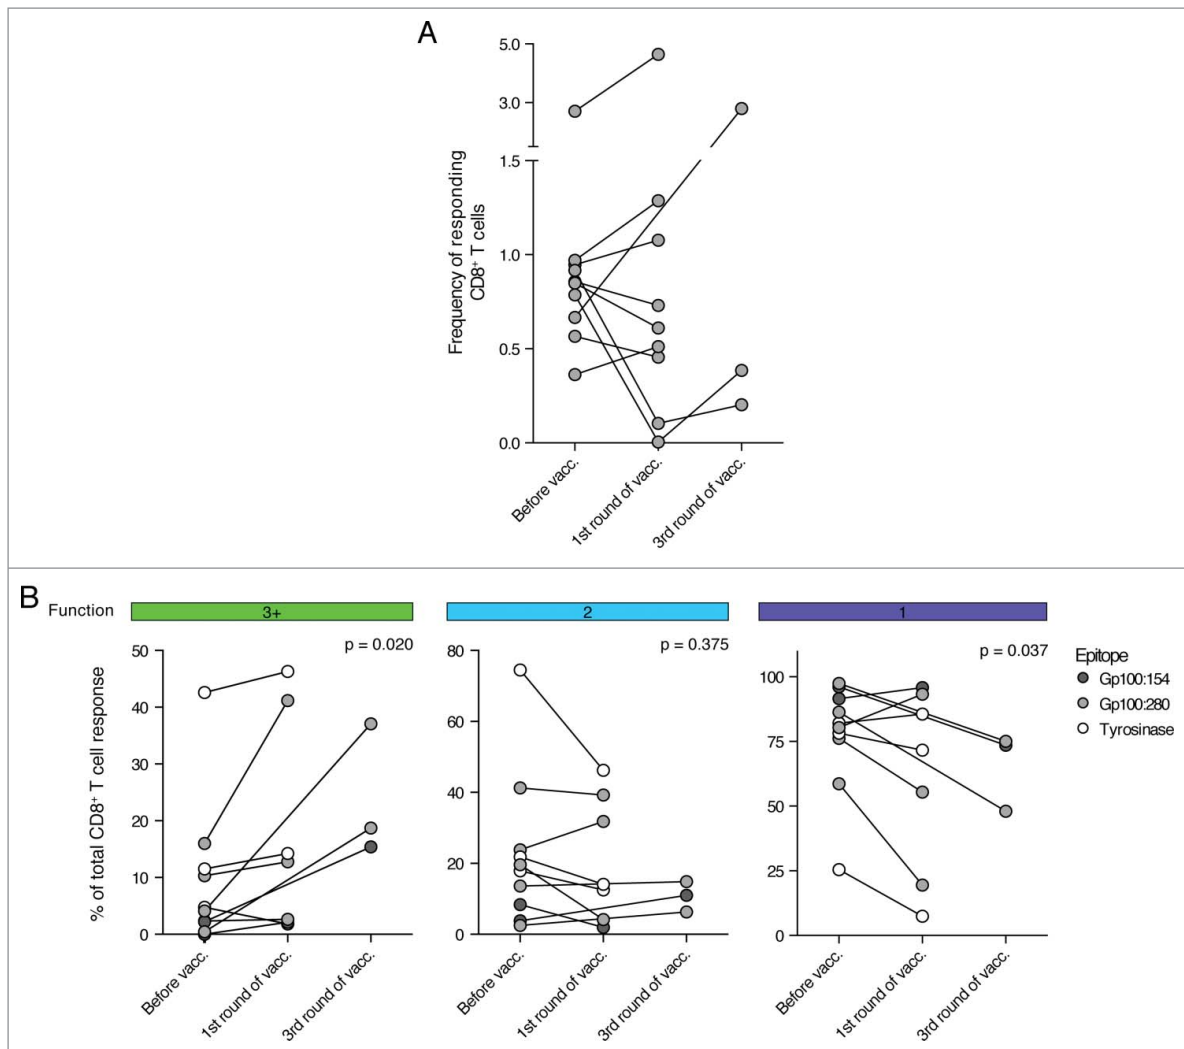 A
5.0
3.0
1.5
1.0
0.5
0.0
Frequency of responding
CD8⁺ T cells
Before vacc.
1st round of vacc.
3rd round of vacc.
B
Function
3+
2
1
p = 0.020
p = 0.375
p = 0.037
% of total CD8⁺ T cell response
50
40
30
20
10
0
Before vacc.
1st round of vacc.
3rd round of vacc.
80
60
40
20
0
Before vacc.
1st round of vacc.
3rd round of vacc.
100
75
50
25
0
Before vacc.
1st round of vacc.
3rd round of vacc.
Epitope
Gp100:154
Gp100:280
Tyrosinase